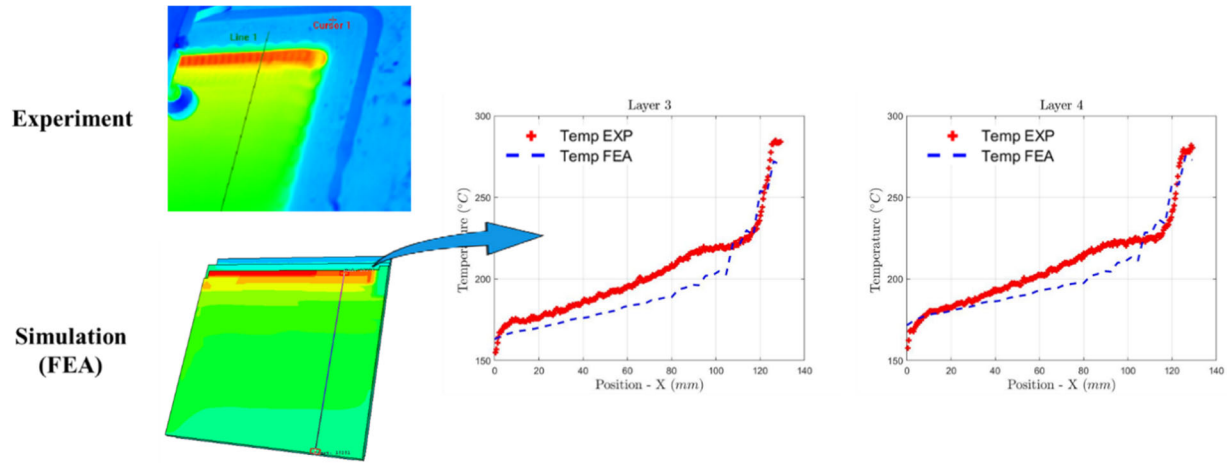 Line 1
Cursor 1
Experiment
Simulation
(FEA)
Layer 3
300
250
200
150
Temperature (°C)
Temp EXP
Temp FEA
0 20 40 60 80 100 120 140
Position - X (mm)
Layer 4
300
250
200
150
Temperature (°C)
Temp EXP
Temp FEA
0 20 40 60 80 100 120 140
Position - X (mm)